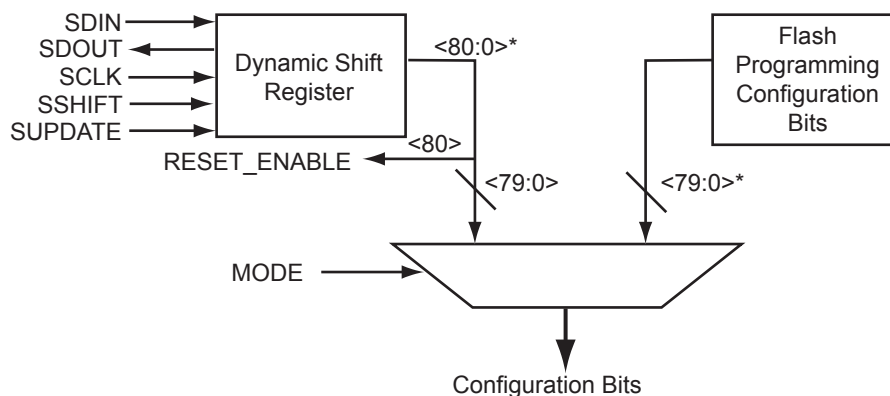 SDIN
SDOUT
SCLK
SSHIFT
SUPDATE
Dynamic Shift
Register
<80:0>*
Flash
Programming
Configuration
Bits
<80>
RESET_ENABLE
<79:0>
<79:0>*
MODE
Configuration Bits